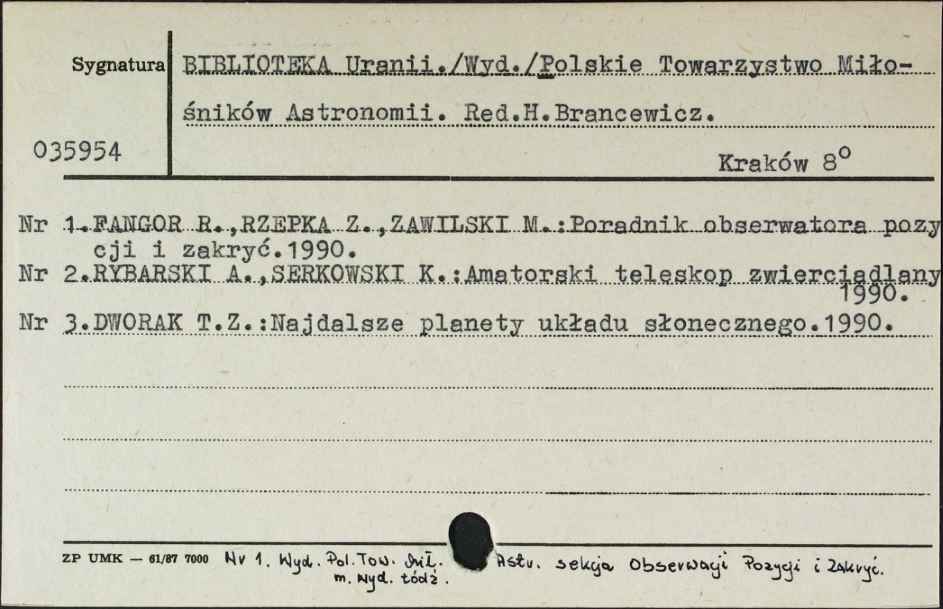 Sygnatura BIBLIOTEKA Uranii./Wyd./Polskie Towarzystwo Miło-
śników Astronomii. Red.H.Brancewicz.
035954
Kraków 8⁰
Nr 1.FANGOR R.,RZEPKA Z.,ZAWILSKI M.:Poradnik obserwatora pozy
cji i zakryć.1990.
Nr 2.RYBARSKI A.,SERKOWSKI K.:Amatorski teleskop zwierciadlany
1990.
Nr 3.DWORAK T.Z.:Najdalsze planety układu słonecznego.1990.
ZP UMK — 61/87 7000 Nr 1. Wyd. Pol. Tow. Mił. Astr. sekcja Obserwacji Pozycji i Zakryć.
m. wyd. Łódź.